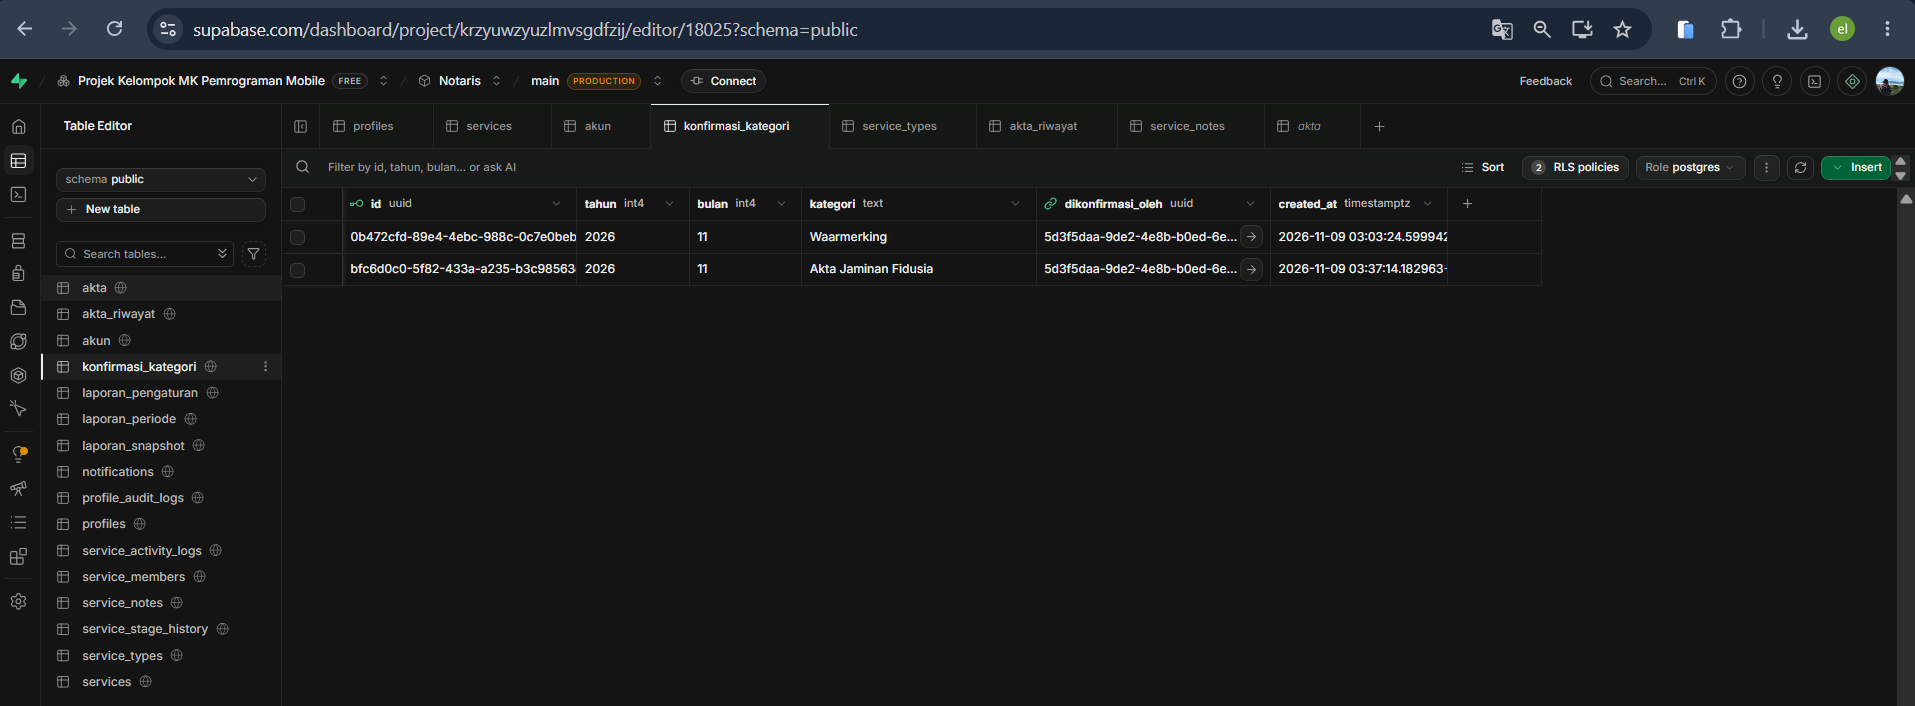 supabase.com/dashboard/project/krzyuwzyuzlmvsgdfzij/editor/18025?schema=public
el
Projek Kelompok MK Pemrograman Mobile FREE Notaris main PRODUCTION Connect Feedback Search... Ctrl K
Table Editor
profiles services akun konfirmasi_kategori service_types akta_riwayat service_notes akta
schema public
New table
Search tables...
akta
akta_riwayat
akun
konfirmasi_kategori
laporan_pengaturan
laporan_periode
laporan_snapshot
notifications
profile_audit_logs
profiles
service_activity_logs
service_members
service_notes
service_stage_history
service_types
services
Filter by id, tahun, bulan... or ask AI Sort 2 RLS policies Role postgres Insert
id uuid tahun int4 bulan int4 kategori text dikonfirmasi_oleh uuid created_at timestamptz
0b472cfd-89e4-4ebc-988c-0c7e0beb 2026 11 Waarmerking 5d3f5daa-9de2-4e8b-b0ed-6e... 2026-11-09 03:03:24.599942
bfc6d0c0-5f82-433a-a235-b3c98563 2026 11 Akta Jaminan Fidusia 5d3f5daa-9de2-4e8b-b0ed-6e... 2026-11-09 03:37:14.182963